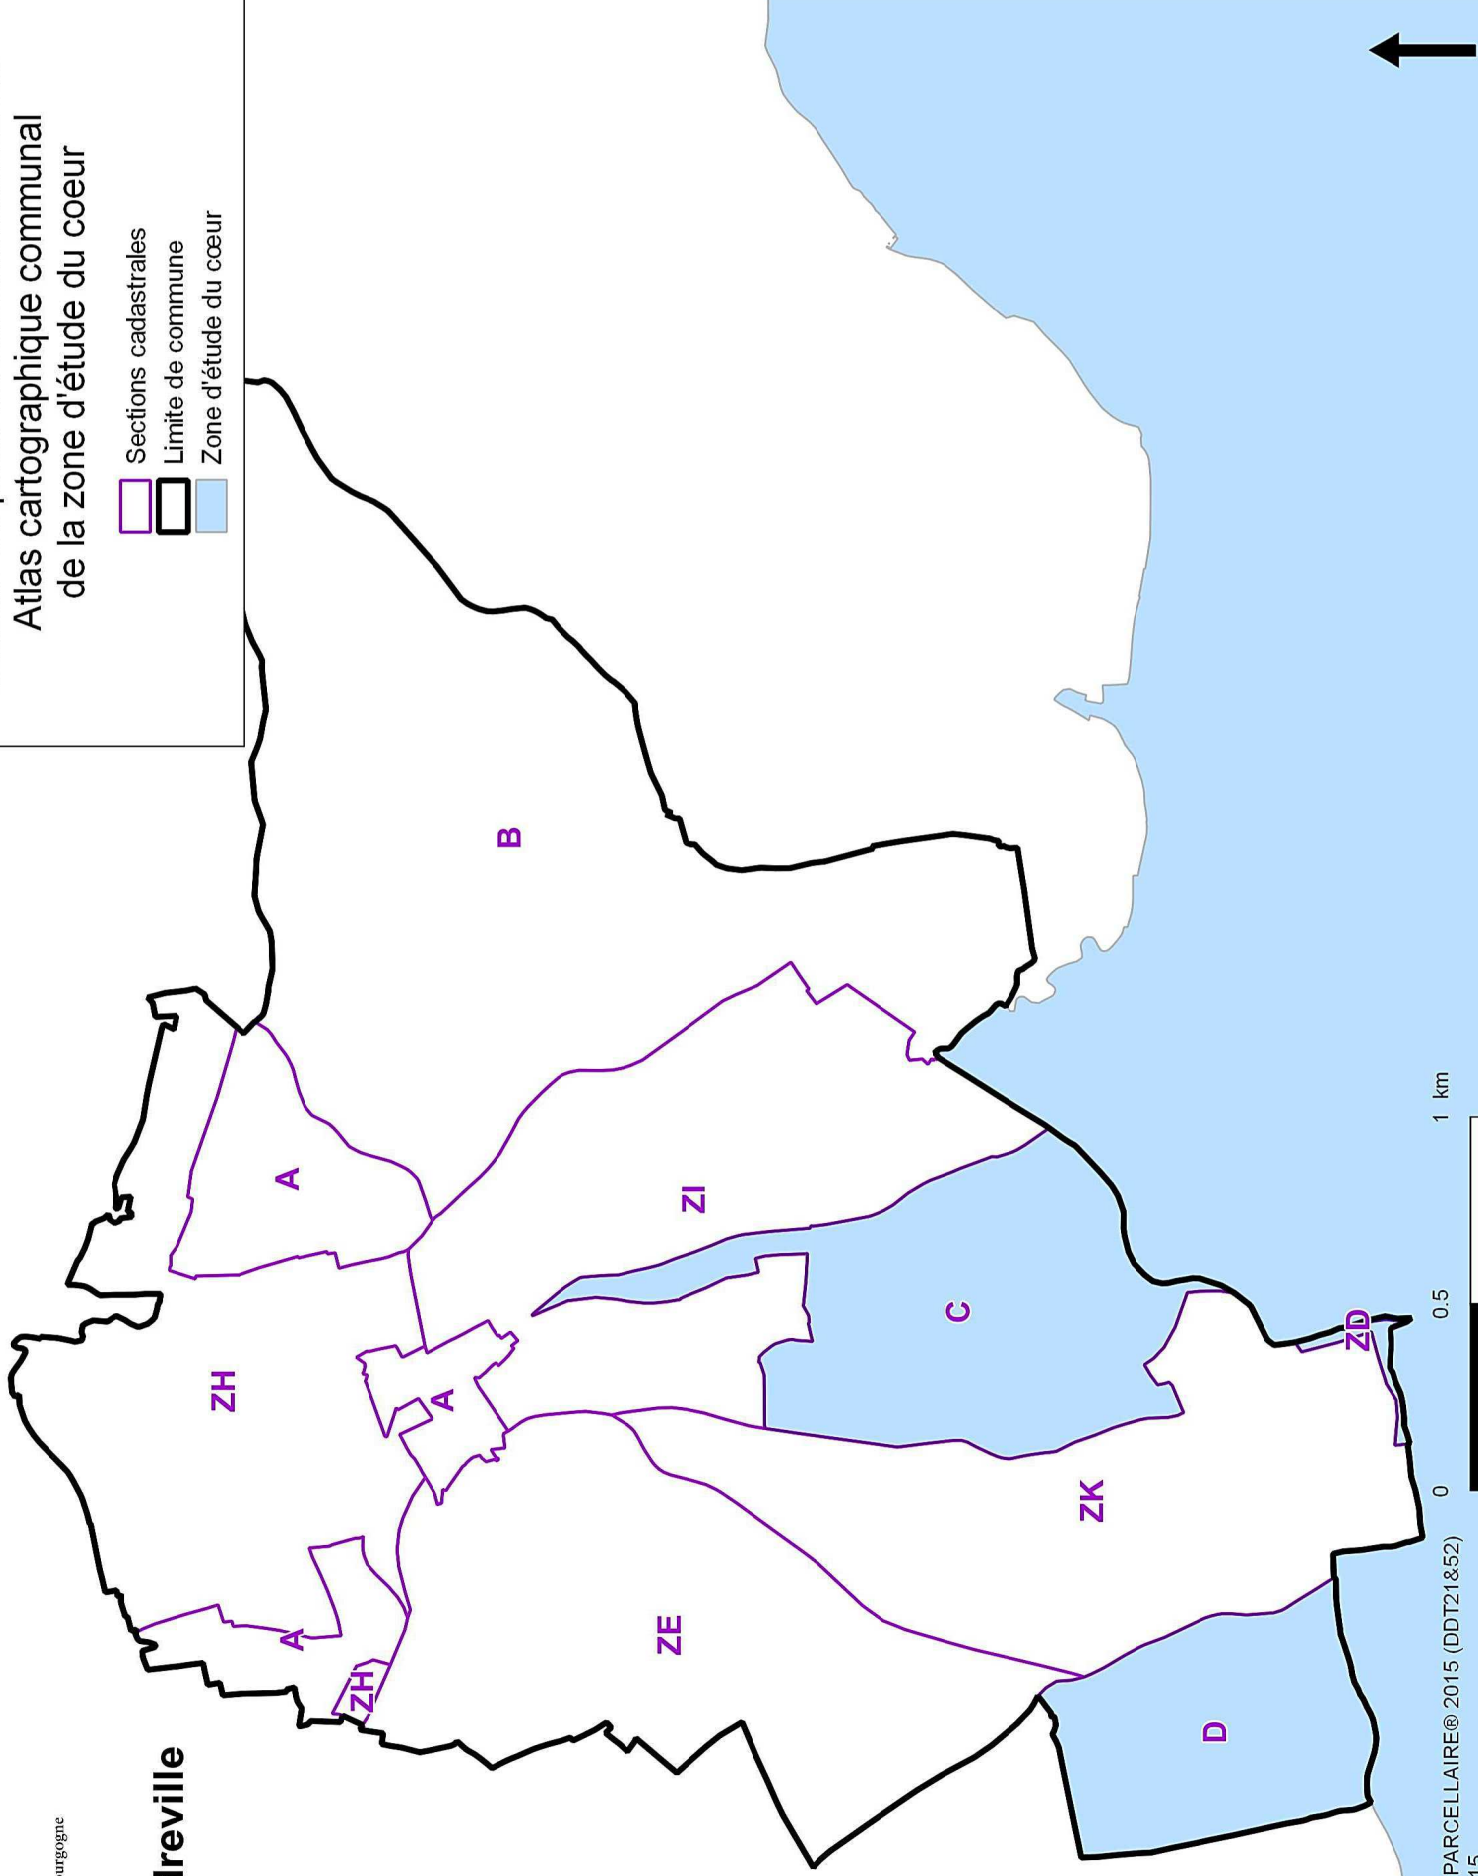 urgogne
lreville
Atlas cartographique communal
de la zone d'étude du coeur
Sections cadastrales
Limite de commune
Zone d'étude du cœur
ZH
A
A
A
ZH
B
ZI
ZE
C
ZK
ZD
D
0 0.5 1 km
PARCELLAIRE® 2015 (DDT21&52)
15